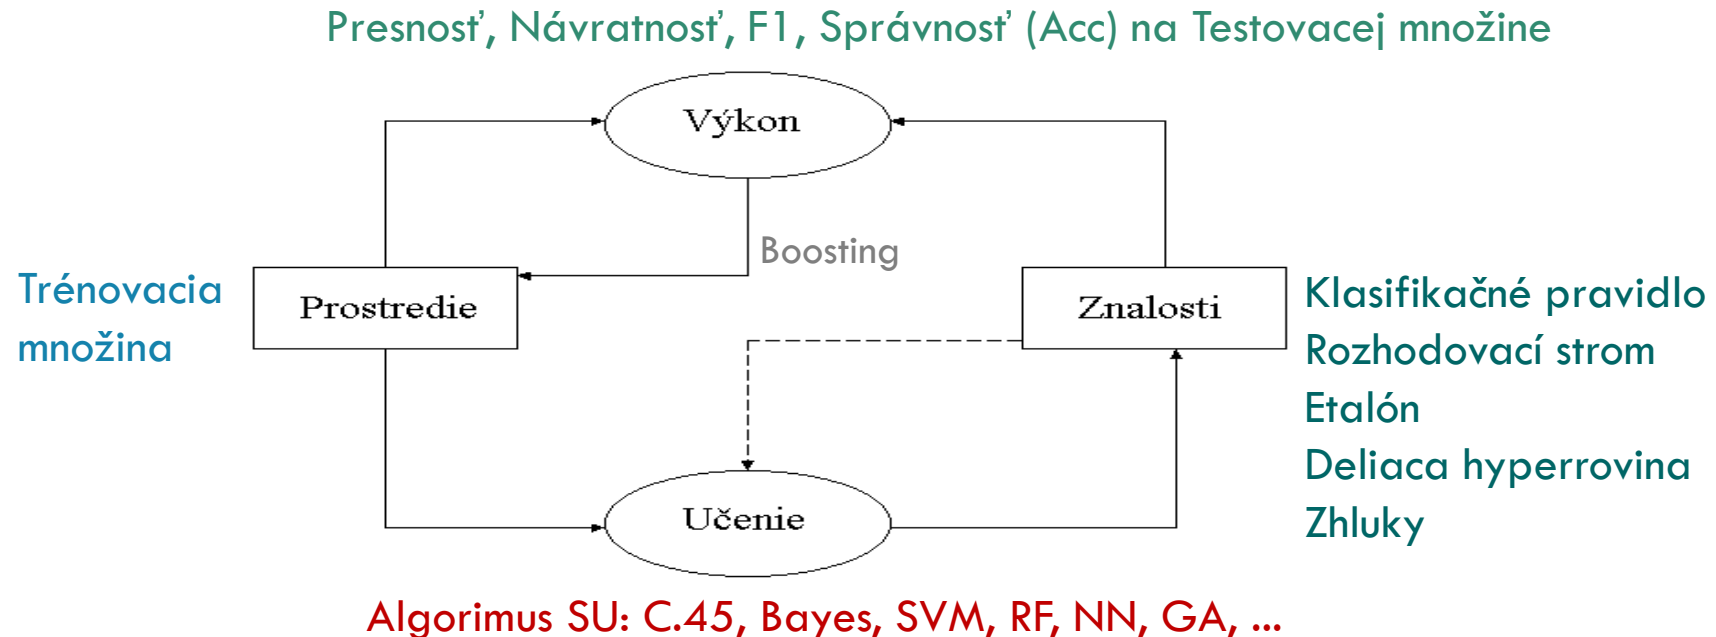 Presnosť, Návratnosť, F1, Správnosť (Acc) na Testovacej množine
Výkon
Boosting
Trénovacia
množina
Prostredie
Znalosti
Klasifikačné pravidlo
Rozhodovací strom
Etalón
Deliaca hyperrovina
Zhluky
Učenie
Algorimus SU: C.45, Bayes, SVM, RF, NN, GA, ...